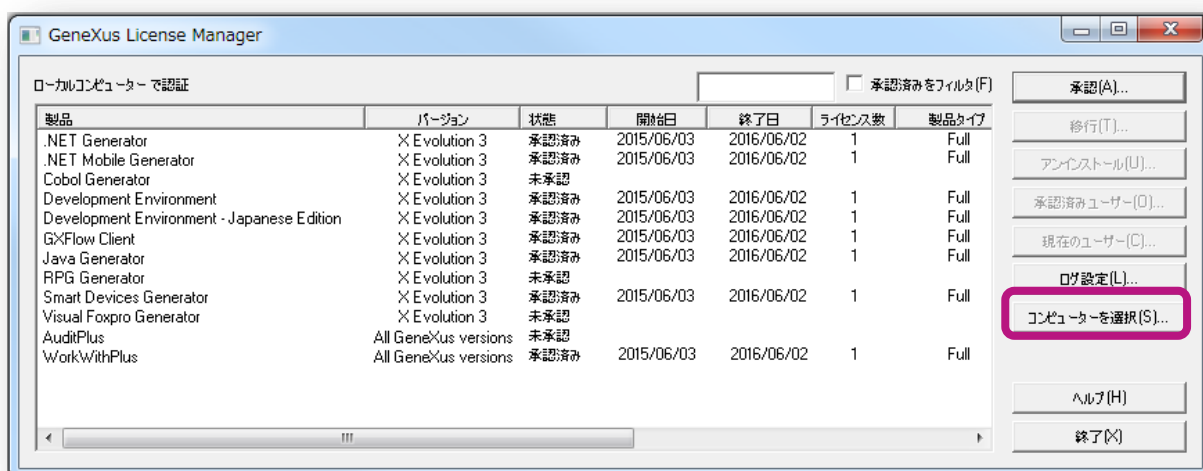 GeneXus License Manager
ローカルコンピューター で認証
承認済みをフィルタ(F)
承認(A)...
製品 バージョン 状態 開始日 終了日 ライセンス数 製品タイプ
.NET Generator X Evolution 3 承認済み 2015/06/03 2016/06/02 1 Full
移行(T)...
.NET Mobile Generator X Evolution 3 承認済み 2015/06/03 2016/06/02 1 Full
アンインストール(U)...
Cobol Generator X Evolution 3 未承認
Development Environment X Evolution 3 承認済み 2015/06/03 2016/06/02 1 Full
承認済みユーザー(O)...
Development Environment - Japanese Edition X Evolution 3 承認済み 2015/06/03 2016/06/02 1 Full
GXFlow Client X Evolution 3 承認済み 2015/06/03 2016/06/02 1 Full
現在のユーザー(C)...
Java Generator X Evolution 3 承認済み 2015/06/03 2016/06/02 1 Full
RPG Generator X Evolution 3 未承認
ログ設定(L)...
Smart Devices Generator X Evolution 3 承認済み 2015/06/03 2016/06/02 1 Full
Visual Foxpro Generator X Evolution 3 未承認
コンピューターを選択(S)...
AuditPlus All GeneXus versions 未承認
WorkWithPlus All GeneXus versions 承認済み 2015/06/03 2016/06/02 1 Full
ヘルプ(H)
終了(X)